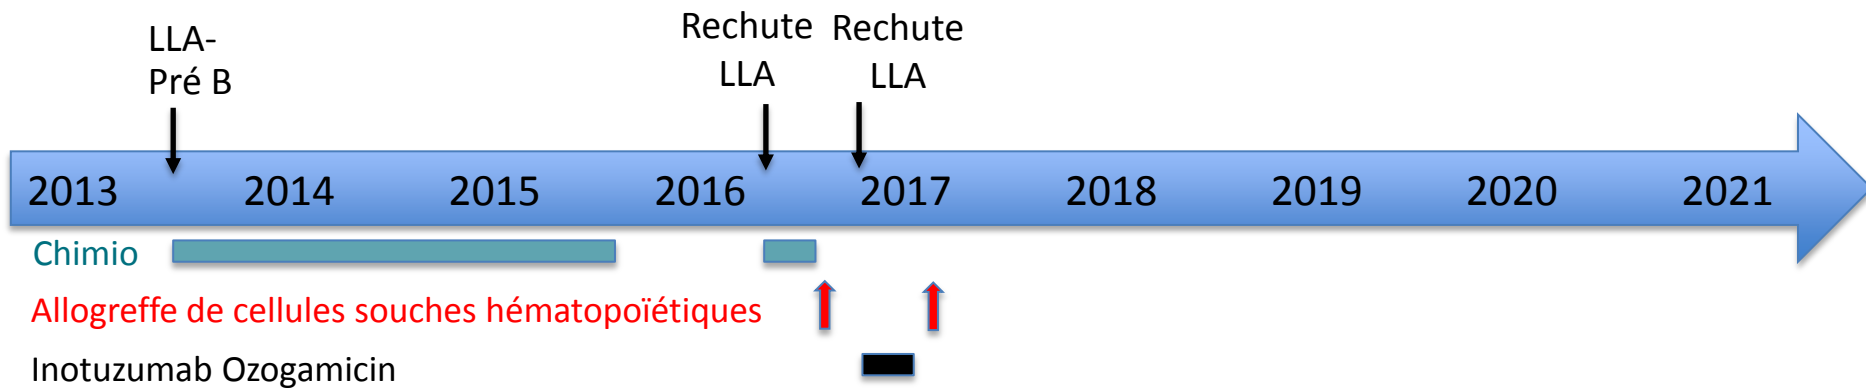 LLA-
Pré B
Rechute
LLA
Rechute
LLA
2013 2014 2015 2016 2017 2018 2019 2020 2021
Chimio
Allogreffe de cellules souches hématopoïétiques
Inotuzumab Ozogamicin